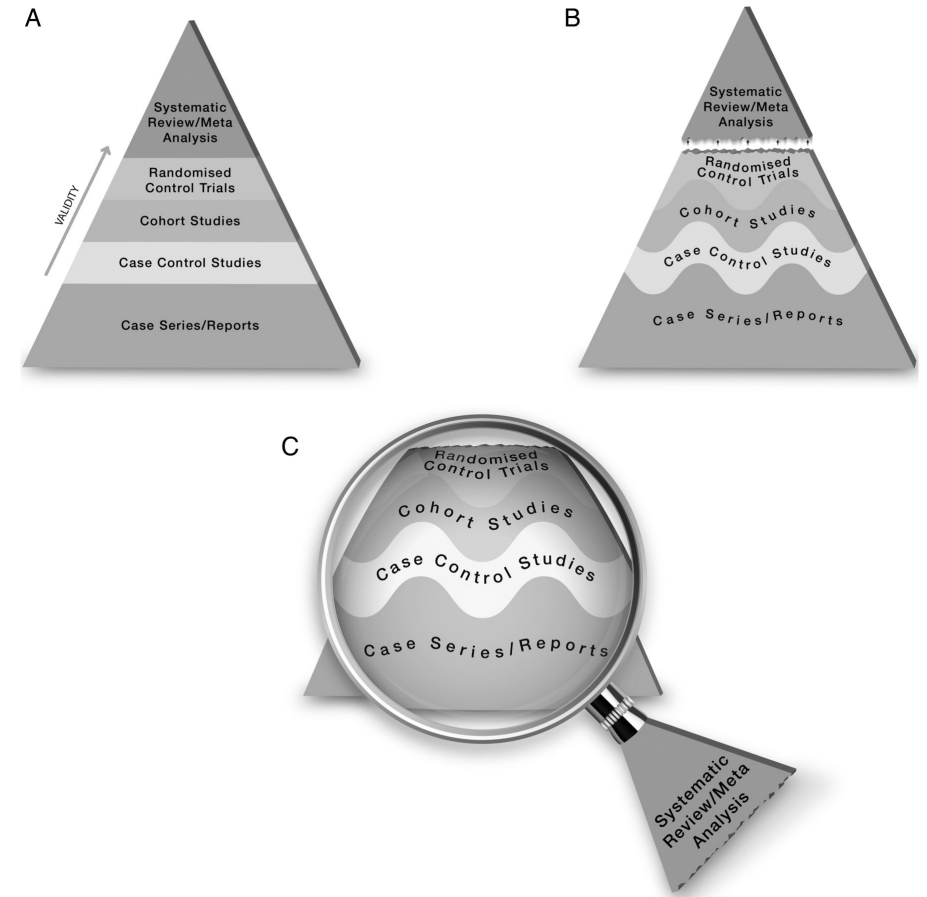 A
Systematic
Review/Meta
Analysis
Randomised
Control Trials
Cohort Studies
Case Control Studies
Case Series/Reports
VALIDITY
B
Systematic
Review/Meta
Analysis
Randomised
Control Trials
Cohort Studies
Case Control Studies
Case Series/Reports
C
Randomised
Control Trials
Cohort Studies
Case Control Studies
Case Series/Reports
Systematic
Review/Meta
Analysis